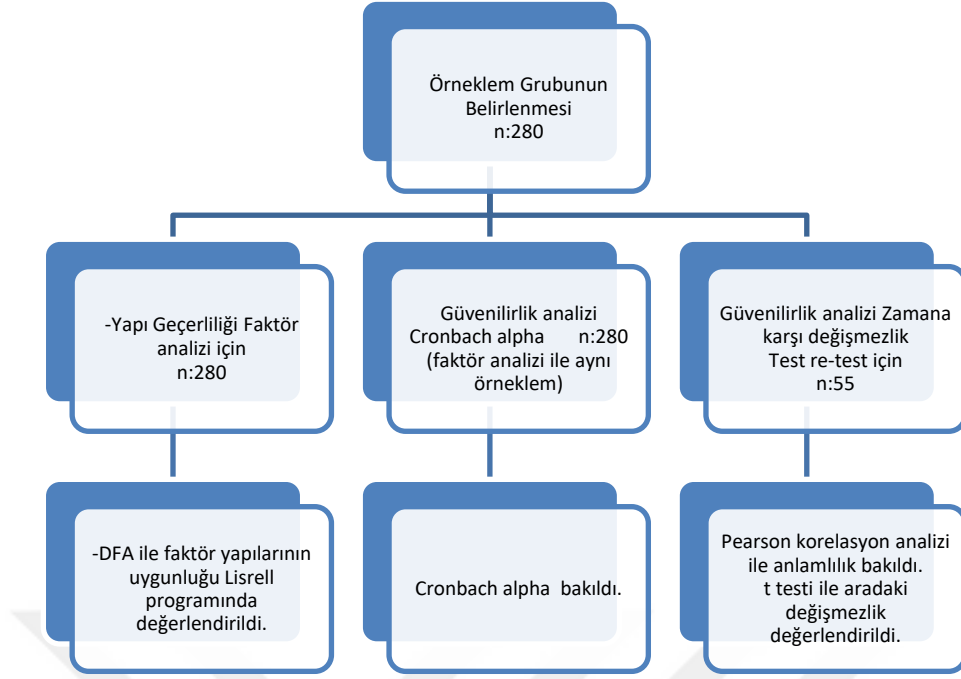 Örneklem Grubunun
Belirlenmesi
n:280
-Yapı Geçerliliği Faktör
analizi için
n:280
Güvenilirlik analizi
Cronbach alpha n:280
(faktör analizi ile aynı
örneklem)
Güvenilirlik analizi Zamana
karşı değişmezlik
Test re-test için
n:55
-DFA ile faktör yapılarının
uygunluğu Lisrell
programında
değerlendirildi.
Cronbach alpha bakıldı.
Pearson korelasyon analizi
ile anlamlılık bakıldı.
t testi ile aradaki
değişmezlik
değerlendirildi.